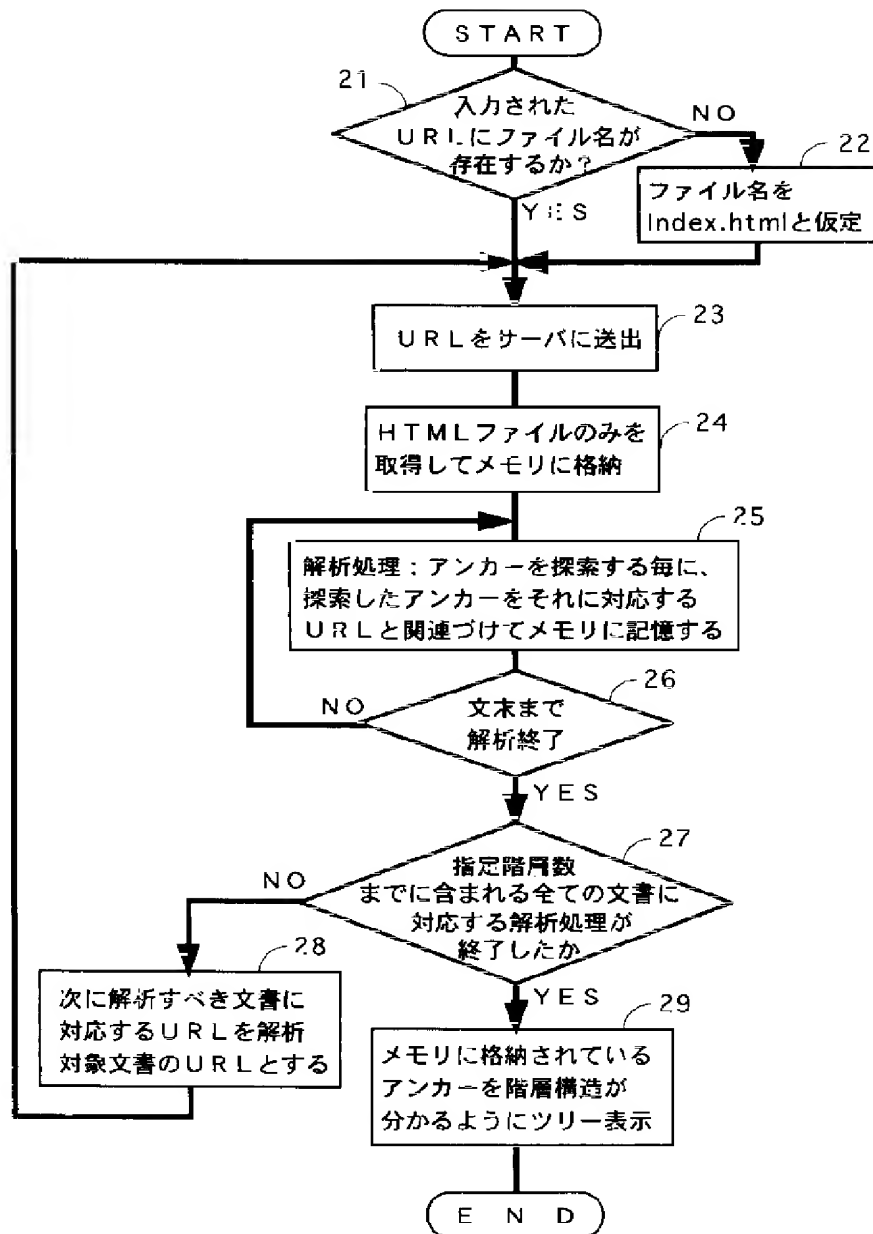 START
21
入力された
URLにファイル名が
存在するか？
NO
22
ファイル名を
Index.htmlと仮定
YES
23
URLをサーバに送出
24
HTMLファイルのみを
取得してメモリに格納
25
解析処理：アンカーを探索する毎に、
探索したアンカーをそれに対応する
URLと関連づけてメモリに記憶する
26
NO
文末まで
解析終了
YES
27
指定階層数
までに含まれる全ての文書に
対応する解析処理が
終了したか
NO
28
次に解析すべき文書に
対応するURLを解析
対象文書のURLとする
YES
29
メモリに格納されている
アンカーを階層構造が
分かるようにツリー表示
END